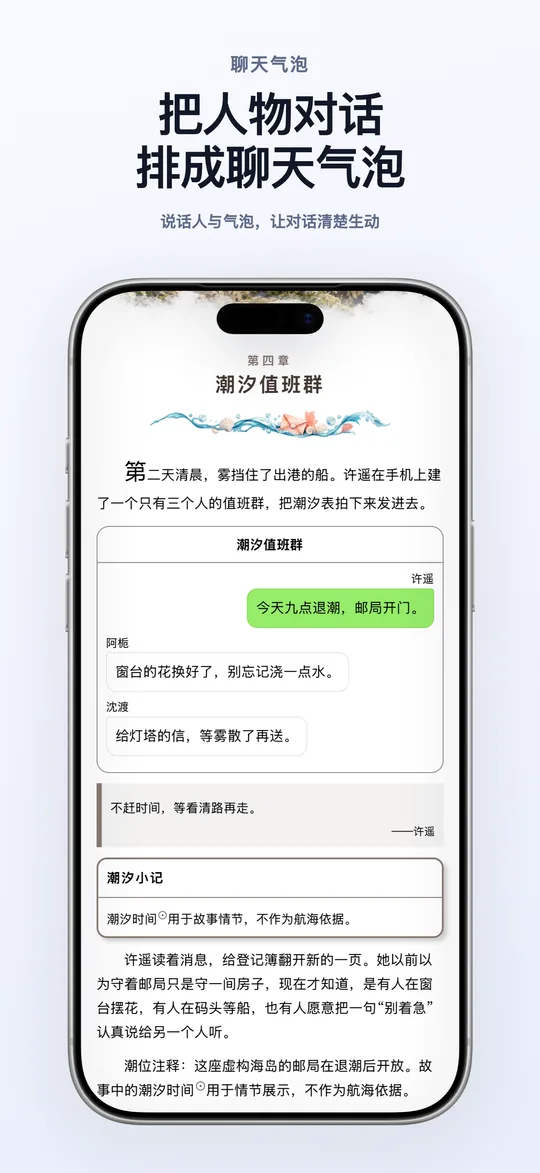 聊天气泡
把人物对话
排成聊天气泡
说话人与气泡，让对话清楚生动
第四章
潮汐值班群
第二天清晨，雾挡住了出港的船。许遥在手机上建
了一个只有三个人的值班群，把潮汐表拍下来发进去。
潮汐值班群
许遥
今天九点退潮，邮局开门。
阿栀
窗台的花换好了，别忘记浇一点水。
沈渡
给灯塔的信，等雾散了再送。
不赶时间，等看清路再走。
——许遥
潮汐小记
潮汐时间⊙用于故事情节，不作为航海依据。
许遥读着消息，给登记簿翻开新的一页。她以前以
为守着邮局只是守一间房子，现在才知道，是有人在窗
台摆花，有人在码头等船，也有人愿意把一句“别着急”
认真说给另一个人听。
潮位注释：这座虚构海岛的邮局在退潮后开放。故
事中的潮汐时间⊙用于情节展示，不作为航海依据。